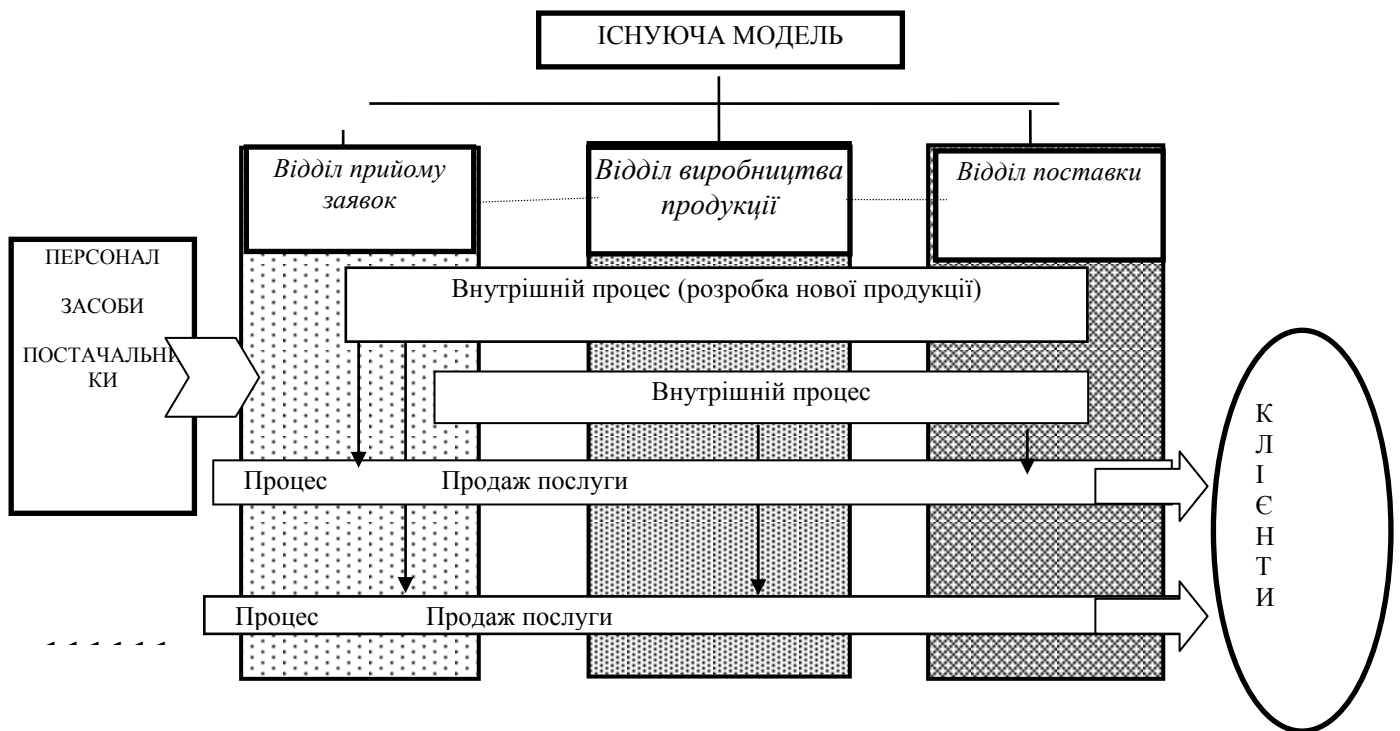 ІСНУЮЧА МОДЕЛЬ
Відділ прийому
заявок
Відділ виробництва
продукції
Відділ поставки
ПЕРСОНАЛ
ЗАСОБИ
ПОСТАЧАЛЬНИ
КИ
Внутрішній процес (розробка нової продукції)
Внутрішній процес
Процес Продаж послуги
Процес Продаж послуги
К
Л
І
Є
Н
Т
И